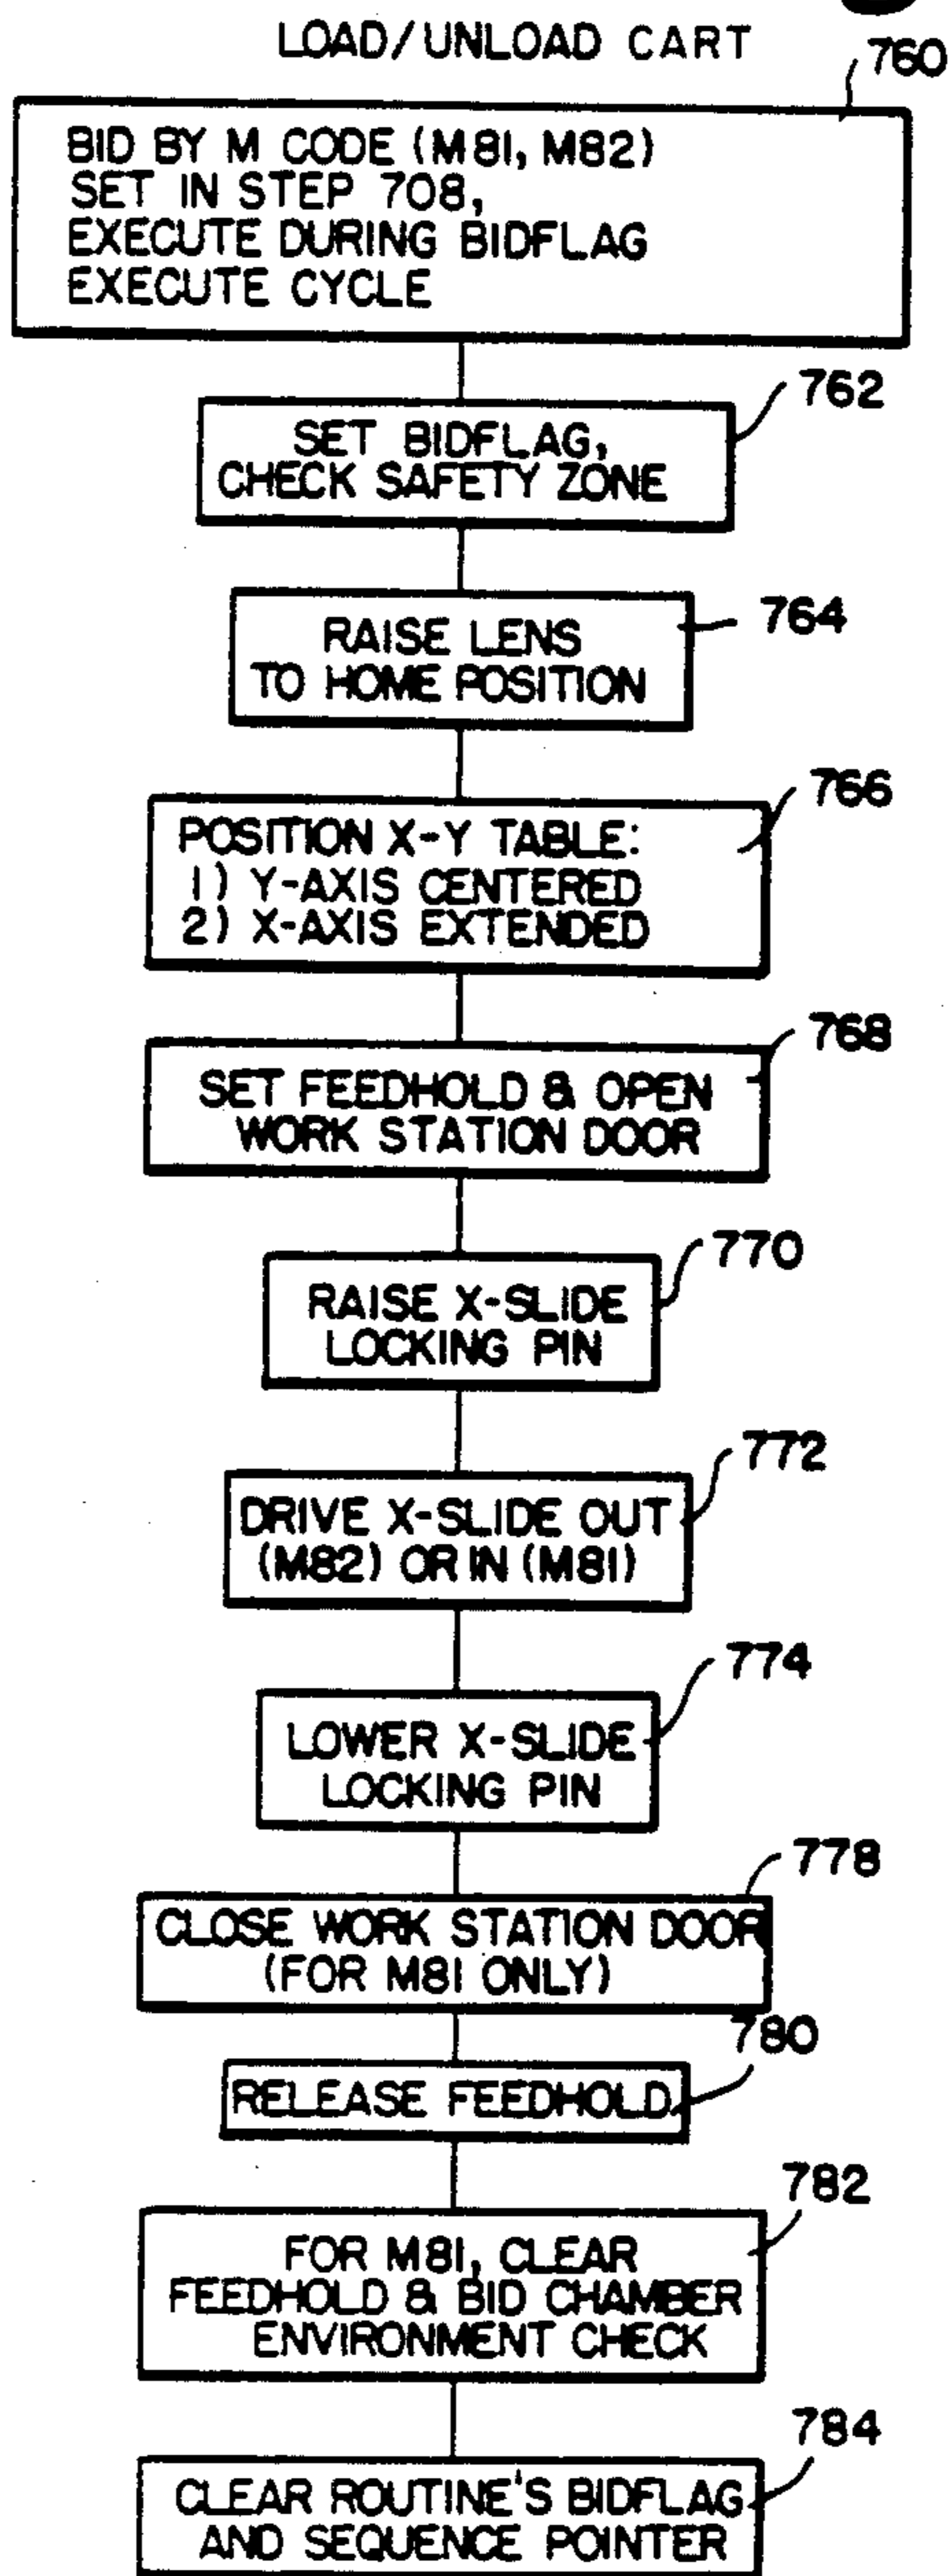 LOAD/UNLOAD CART
760
BID BY M CODE (M81, M82)
SET IN STEP 708,
EXECUTE DURING BIDFLAG
EXECUTE CYCLE
762
SET BIDFLAG,
CHECK SAFETY ZONE
764
RAISE LENS
TO HOME POSITION
766
POSITION X-Y TABLE:
1) Y-AXIS CENTERED
2) X-AXIS EXTENDED
768
SET FEEDHOLD & OPEN
WORK STATION DOOR
770
RAISE X-SLIDE
LOCKING PIN
772
DRIVE X-SLIDE OUT
(M82) OR IN (M81)
774
LOWER X-SLIDE
LOCKING PIN
778
CLOSE WORK STATION DOOR
(FOR M81 ONLY)
780
RELEASE FEEDHOLD
782
FOR M81, CLEAR
FEEDHOLD & BID CHAMBER
ENVIRONMENT CHECK
784
CLEAR ROUTINE'S BIDFLAG
AND SEQUENCE POINTER